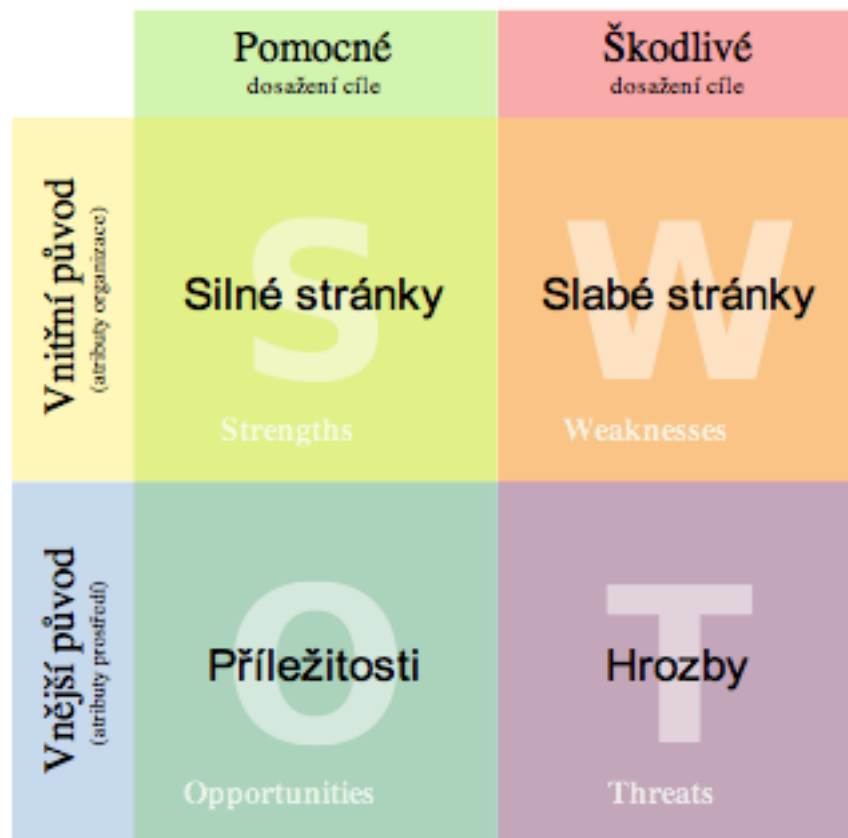 Pomocné
dosažení cíle
Škodlivé
dosažení cíle
Vnitřní původ
(atributy organizace)
S
Silné stránky
Strengths
W
Slabé stránky
Weaknesses
Vnější původ
(atributy prostředí)
O
Příležitosti
Opportunities
T
Hrozby
Threats